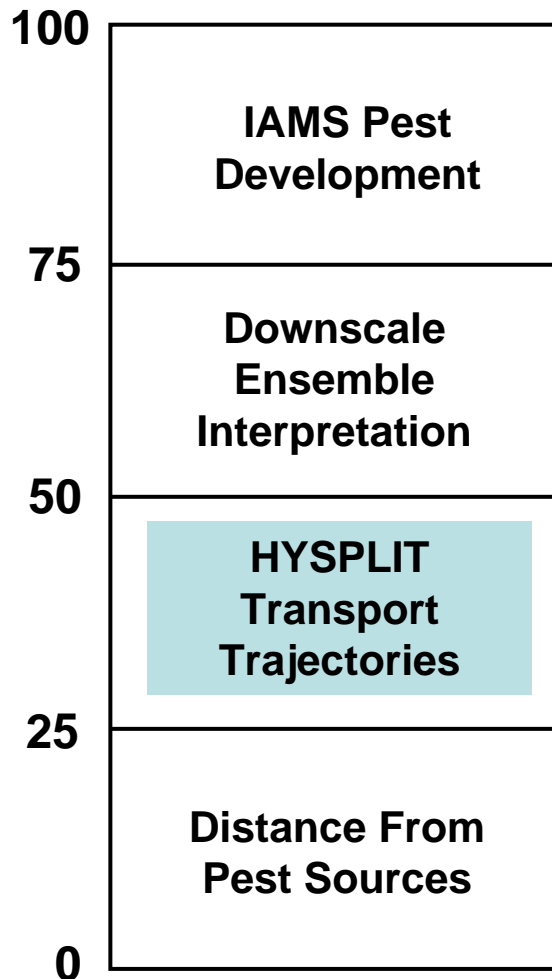 100
IAMS Pest
Development
75
Downscale
Ensemble
Interpretation
50
HYSPLIT
Transport
Trajectories
25
Distance From
Pest Sources
0